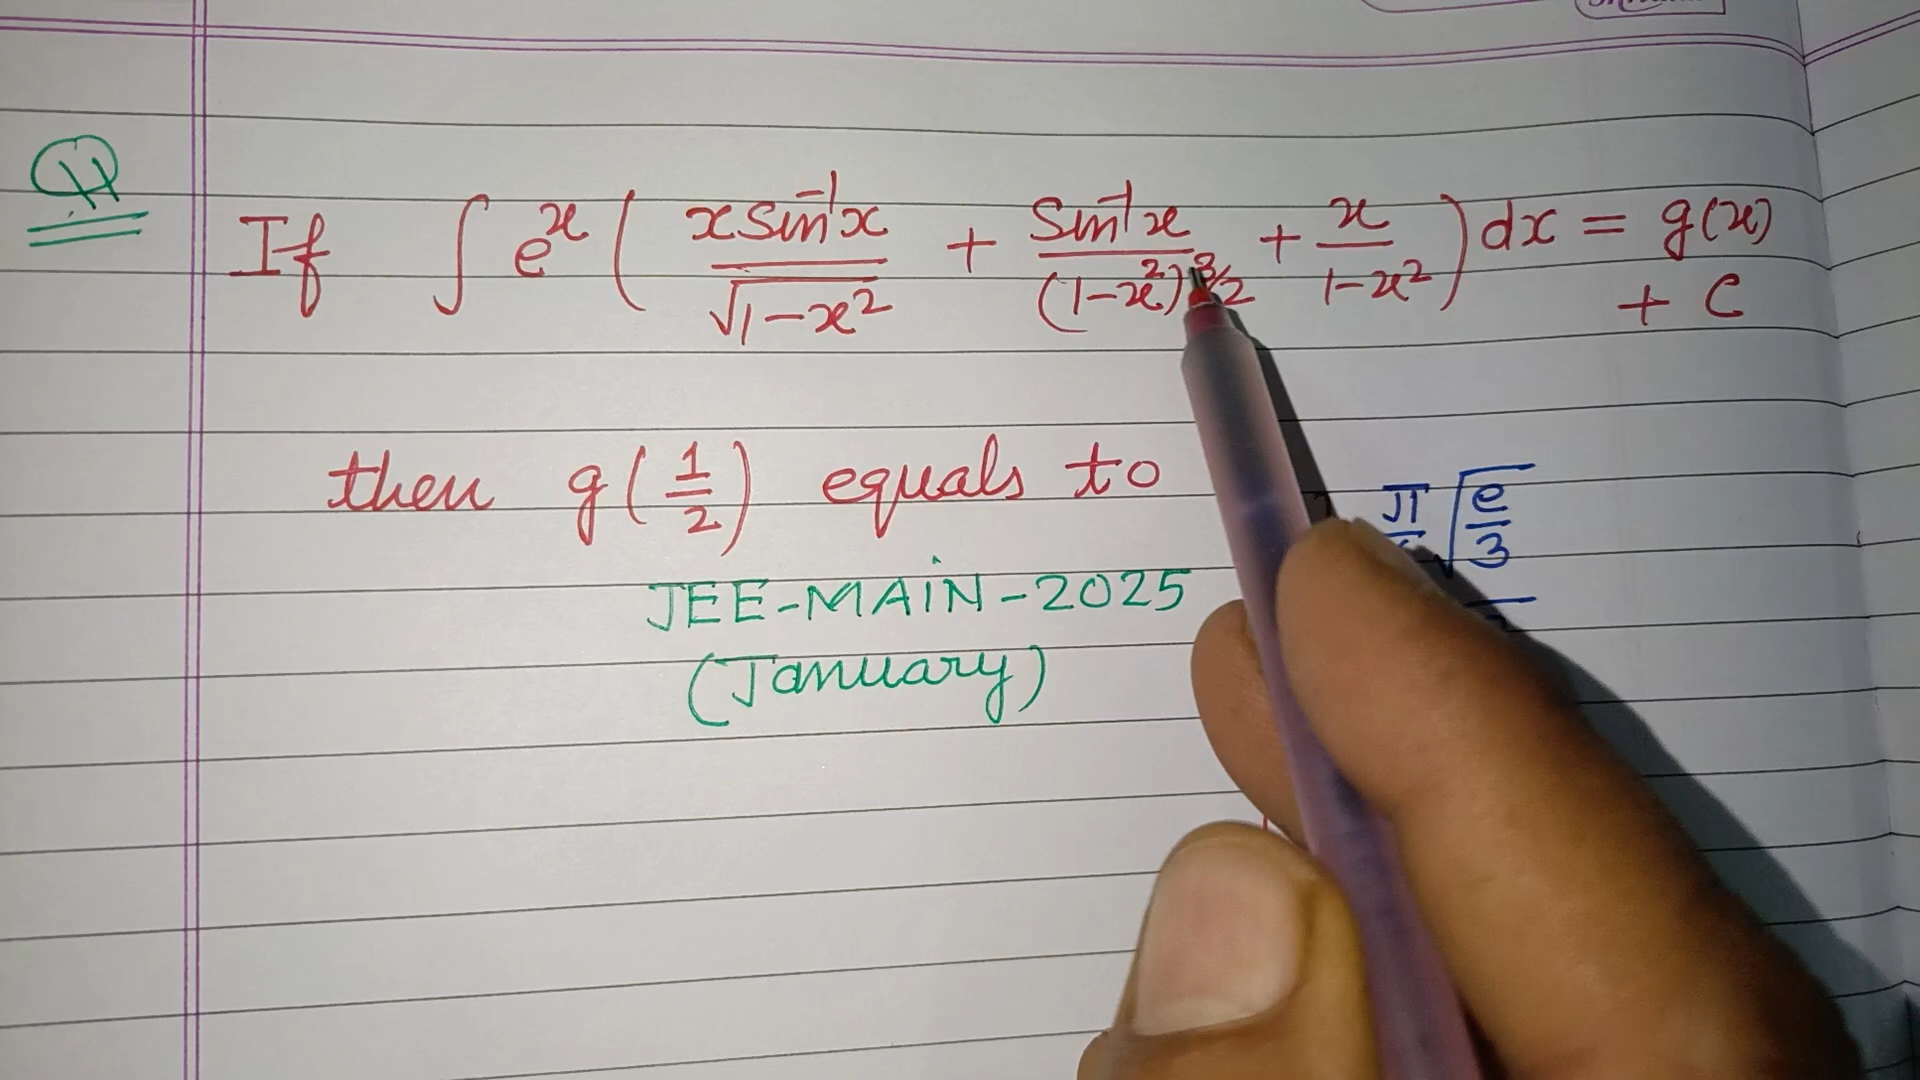 Q
If ∫ e^x ( x sin⁻¹x / √1-x² + sin⁻¹x / (1-x²)^3/2 + x / 1-x² ) dx = g(x)
+ C
then g(1/2) equals to
π √e/3
JEE-MAIN-2025
(January)